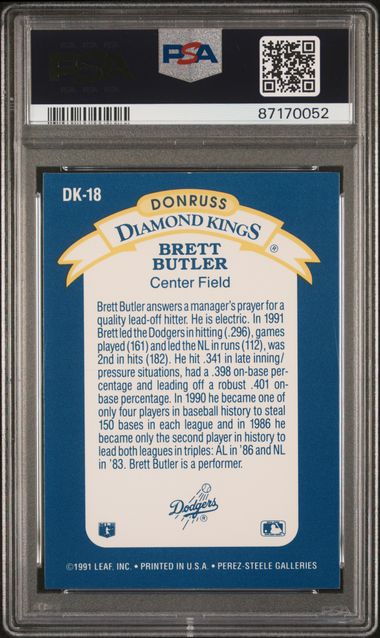 PSA
87170052
DK-18
DONRUSS
DIAMOND KINGS
®
BRETT
BUTLER
Center Field
Brett Butler answers a manager's prayer for a
quality lead-off hitter. He is electric. In 1991
Brett led the Dodgers in hitting (.296), games
played (161) and led the NL in runs (112), was
2nd in hits (182). He hit .341 in late inning/
pressure situations, had a .398 on-base per-
centage and leading off a robust .401 on-
base percentage. In 1990 he became one of
only four players in baseball history to steal
150 bases in each league and in 1986 he
became only the second player in history to
lead both leagues in triples: AL in '86 and NL
in '83. Brett Butler is a performer.
Dodgers®
©1991 LEAF, INC. • PRINTED IN U.S.A. • PEREZ-STEELE GALLERIES
PSA